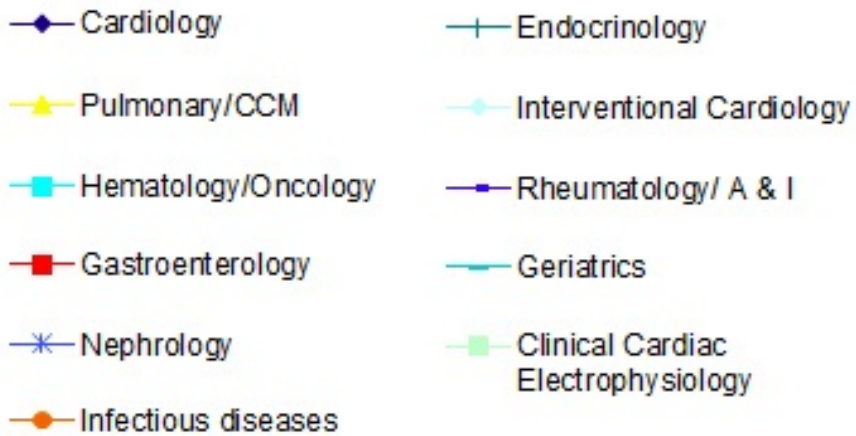 Cardiology
Pulmonary/CCM
Hematology/Oncology
Gastroenterology
Nephrology
Infectious diseases
Endocrinology
Interventional Cardiology
Rheumatology/ A & I
Geriatrics
Clinical Cardiac
Electrophysiology